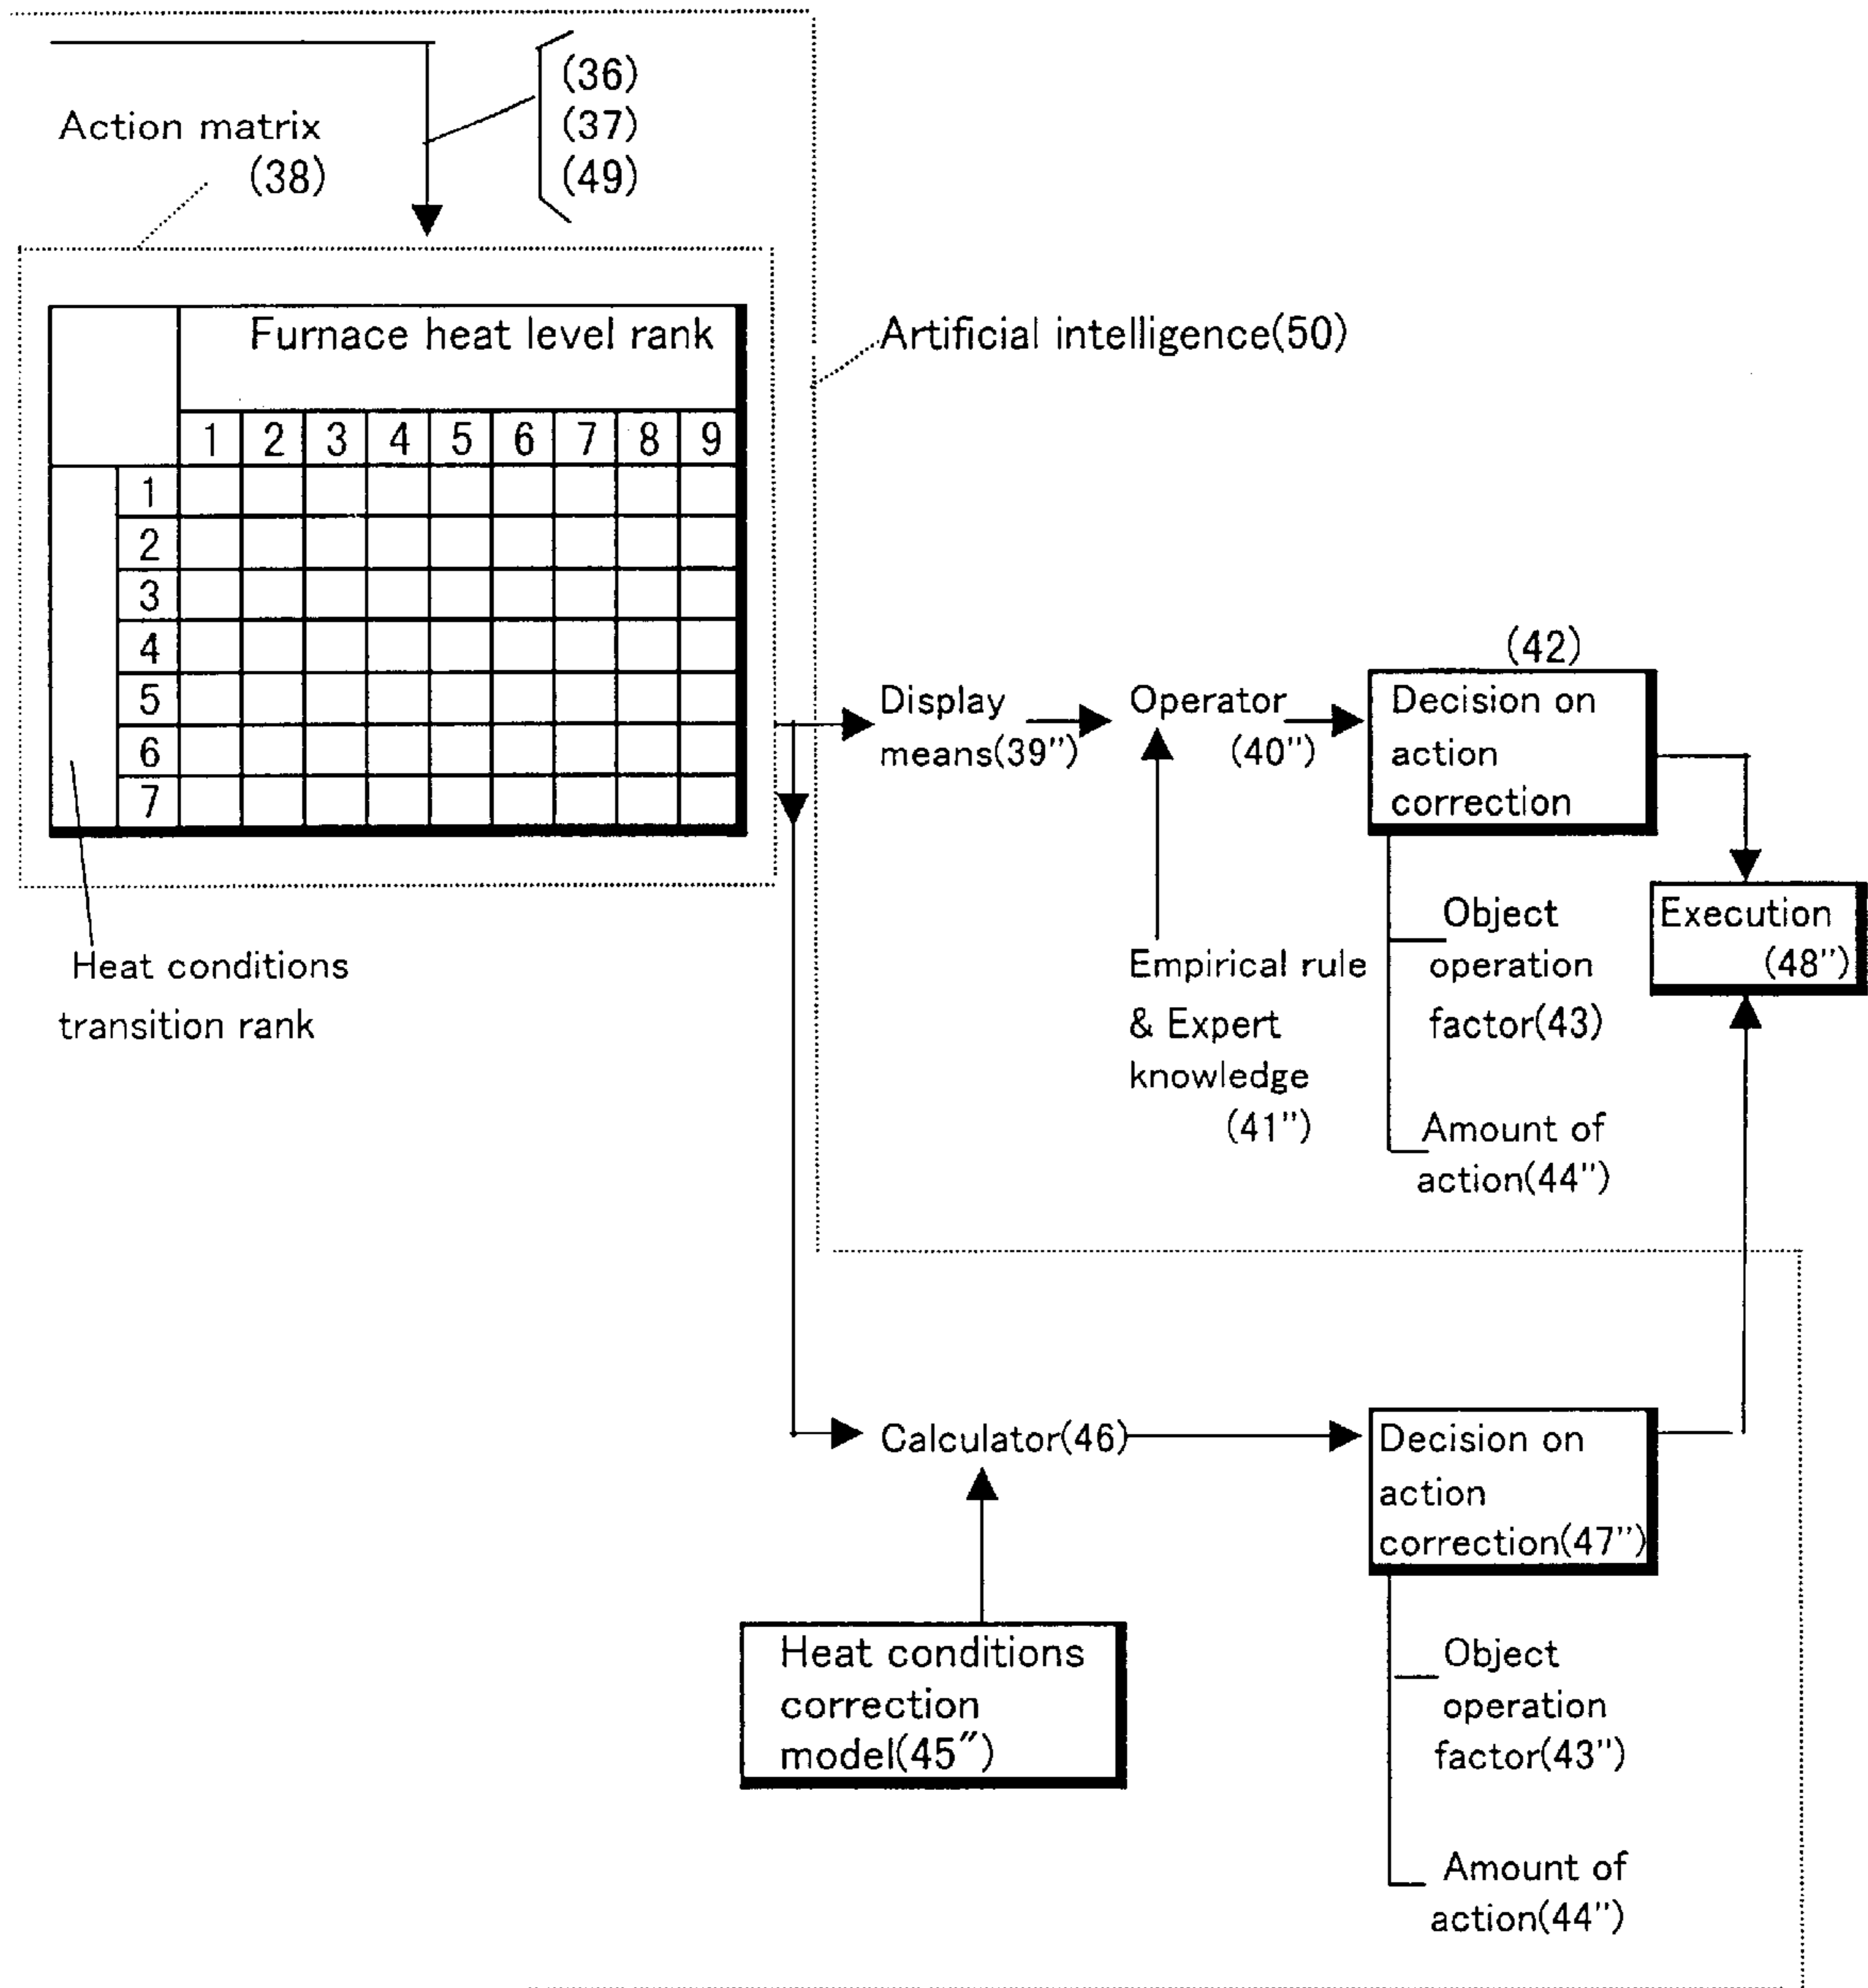 (36)
(37)
(49)
Action matrix
(38)
Furnace heat level rank
1 2 3 4 5 6 7 8 9
1
2
3
4
5
6
7
Heat conditions
transition rank
Artificial intelligence(50)
Display
means(39")
Operator
(40")
Empirical rule
& Expert
knowledge
(41")
(42)
Decision on
action
correction
Object
operation
factor(43)
Amount of
action(44")
Execution
(48")
Calculator(46)
Heat conditions
correction
model(45")
Decision on
action
correction(47")
Object
operation
factor(43")
Amount of
action(44")